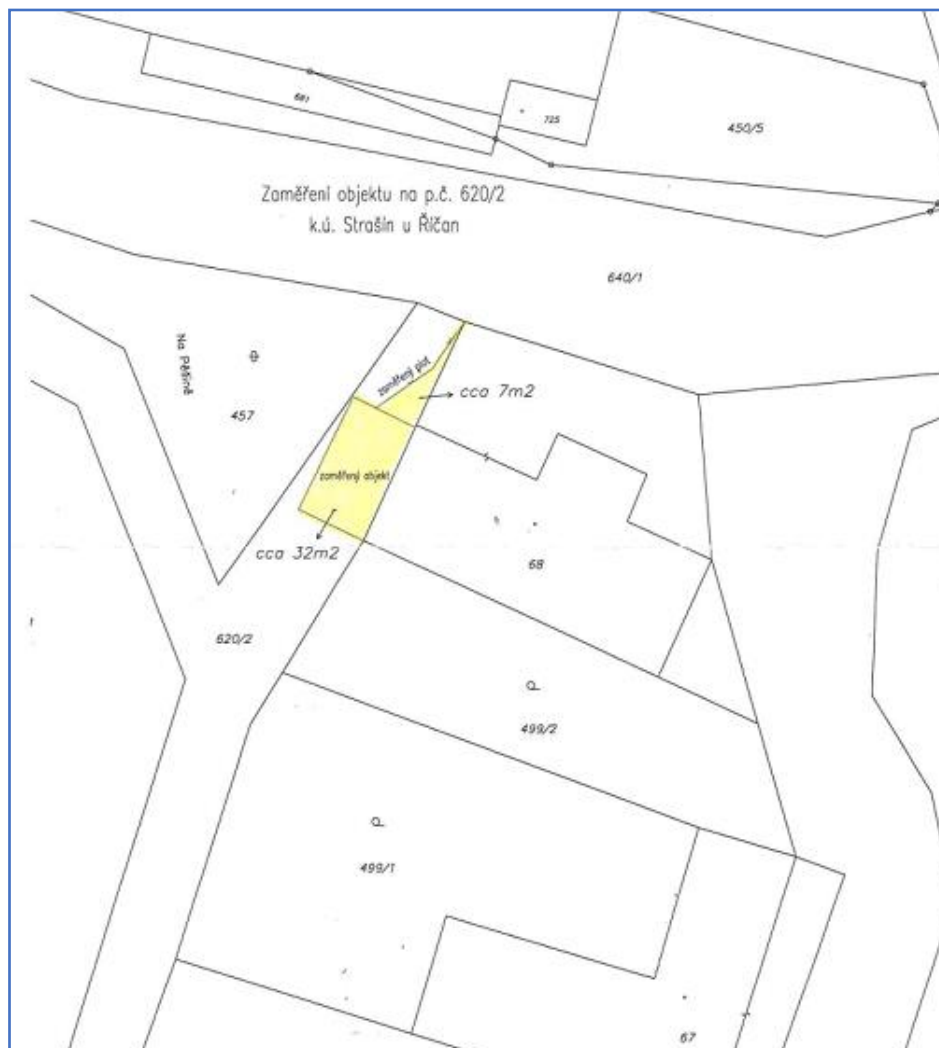 681
725
450/5
Zaměření objektu na p.č. 620/2
k.ú. Strašín u Říčan
640/1
Na Pěšině
457
zaměřený plot
cca 7m2
zaměřený objekt
cca 32m2
68
620/2
499/2
499/1
67